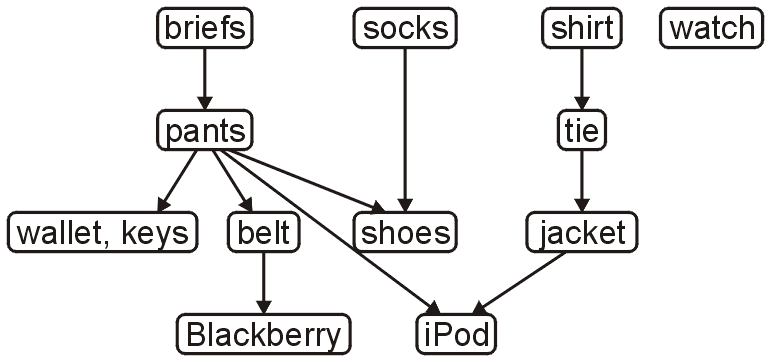 briefs
socks
shirt
watch
pants
tie
wallet, keys
belt
shoes
jacket
Blackberry
iPod